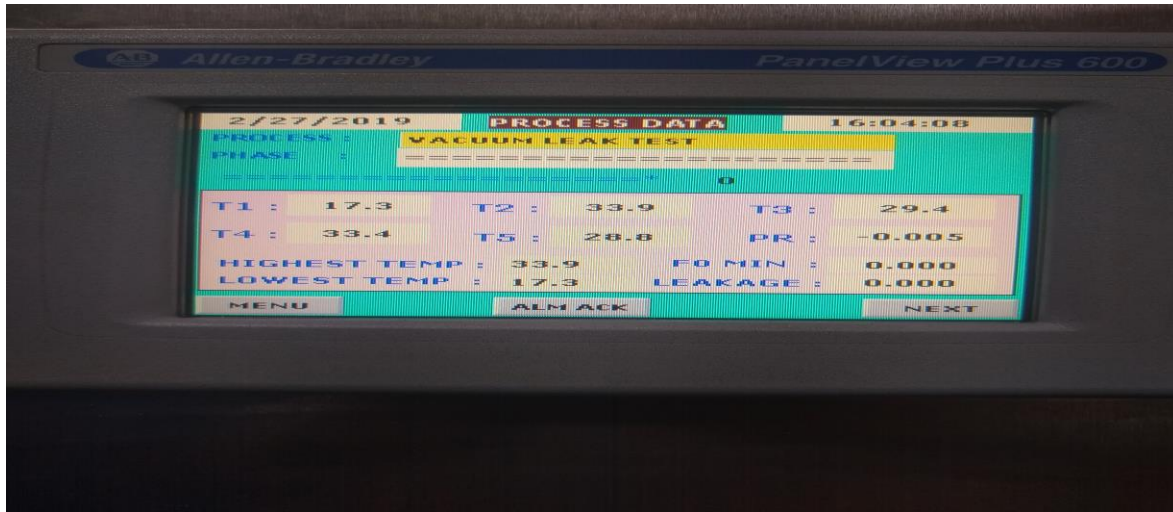 AB Allen-Bradley PanelView Plus 600
2/27/2019 PROCESS DATA 16:04:08
PROCESS : VACUUM LEAK TEST
PHASE : ======================
===================" 0
T1 : 17.3 T2 : 33.9 T3 : 29.4
T4 : 33.4 T5 : 28.8 PR : -0.005
HIGHEST TEMP : 33.9 F0 MIN : 0.000
LOWEST TEMP : 17.3 LEAKAGE : 0.000
MENU ALM ACK NEXT